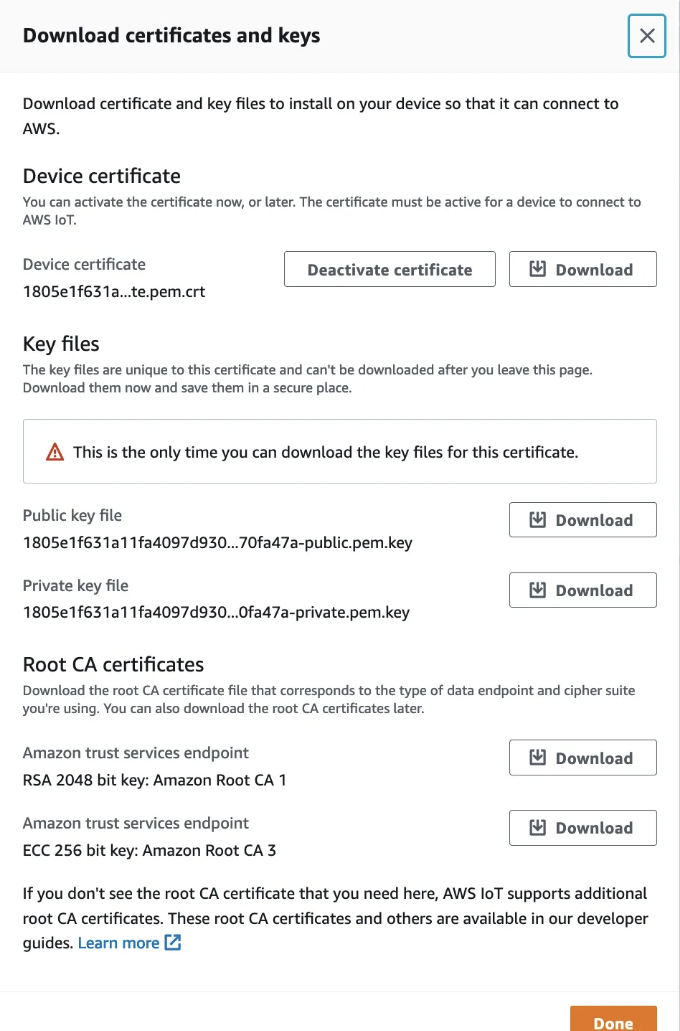 Download certificates and keys
Download certificate and key files to install on your device so that it can connect to
AWS.
Device certificate
You can activate the certificate now, or later. The certificate must be active for a device to connect to
AWS IoT.
Device certificate
1805e1f631a...te.pem.crt
Deactivate certificate
Download
Key files
The key files are unique to this certificate and can't be downloaded after you leave this page.
Download them now and save them in a secure place.
This is the only time you can download the key files for this certificate.
Public key file
1805e1f631a11fa4097d930...70fa47a-public.pem.key
Download
Private key file
1805e1f631a11fa4097d930...0fa47a-private.pem.key
Download
Root CA certificates
Download the root CA certificate file that corresponds to the type of data endpoint and cipher suite
you're using. You can also download the root CA certificates later.
Amazon trust services endpoint
RSA 2048 bit key: Amazon Root CA 1
Download
Amazon trust services endpoint
ECC 256 bit key: Amazon Root CA 3
Download
If you don't see the root CA certificate that you need here, AWS IoT supports additional
root CA certificates. These root CA certificates and others are available in our developer
guides. Learn more
Done